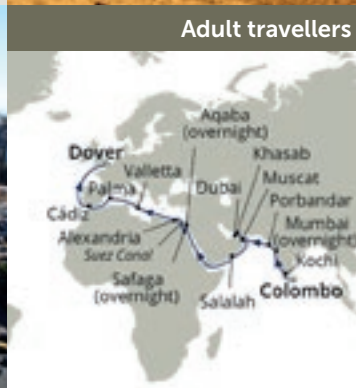 Adult travellers
Aqaba
(overnight)
Dover
Khasab
Valletta
Muscat
Palma
Dubai
Porbandar
Cádiz
Mumbai
(overnight)
Alexandria
Suez Canal
Kochi
Safaga
(overnight)
Salalah
Colombo